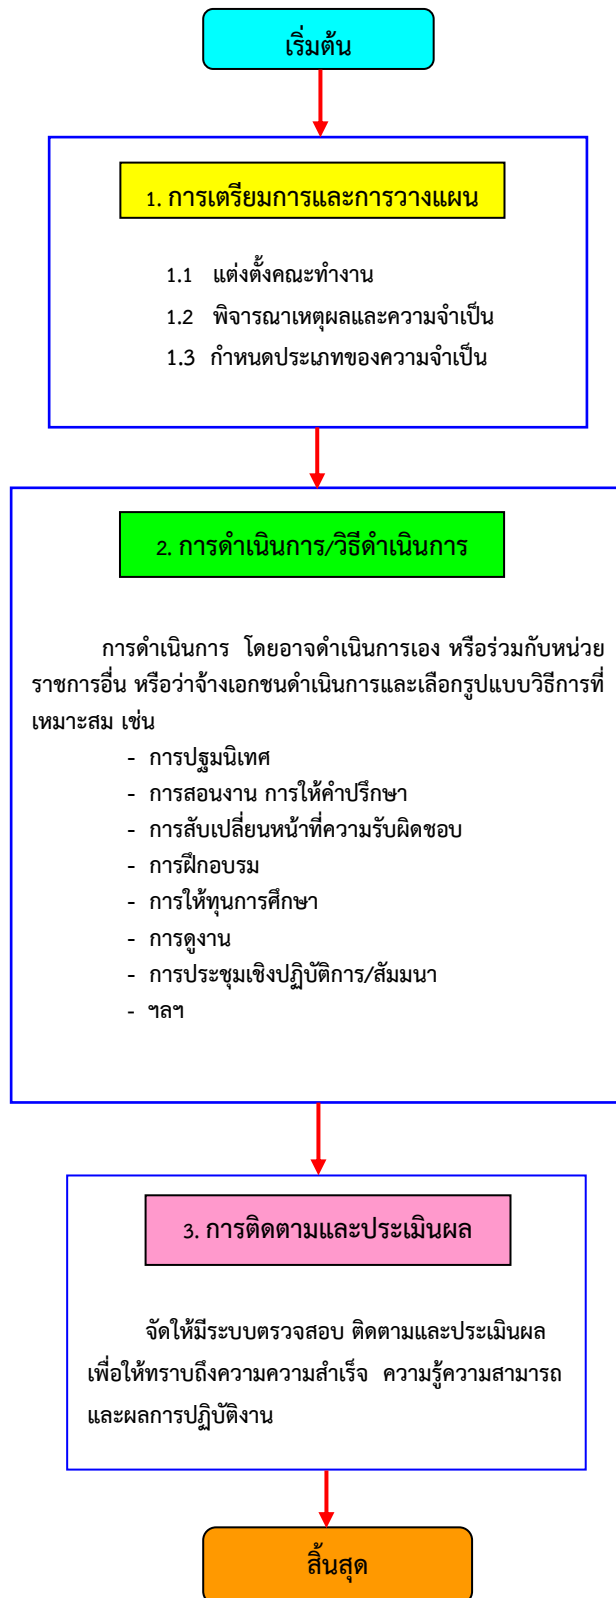 เริ่มต้น
1. การเตรียมการและการวางแผน
1.1 แต่งตั้งคณะทำงาน
1.2 พิจารณาเหตุผลและความจำเป็น
1.3 กำหนดประเภทของความจำเป็น
2. การดำเนินการ/วิธีดำเนินการ
การดำเนินการ โดยอาจดำเนินการเอง หรือร่วมกับหน่วย
ราชการอื่น หรือว่าจ้างเอกชนดำเนินการและเลือกรูปแบบวิธีการที่
เหมาะสม เช่น
- การปฐมนิเทศ
- การสอนงาน การให้คำปรึกษา
- การสับเปลี่ยนหน้าที่ความรับผิดชอบ
- การฝึกอบรม
- การให้ทุนการศึกษา
- การดูงาน
- การประชุมเชิงปฏิบัติการ/สัมมนา
- ฯลฯ
3. การติดตามและประเมินผล
จัดให้มีระบบตรวจสอบ ติดตามและประเมินผล
เพื่อให้ทราบถึงความความสำเร็จ ความรู้ความสามารถ
และผลการปฏิบัติงาน
สิ้นสุด